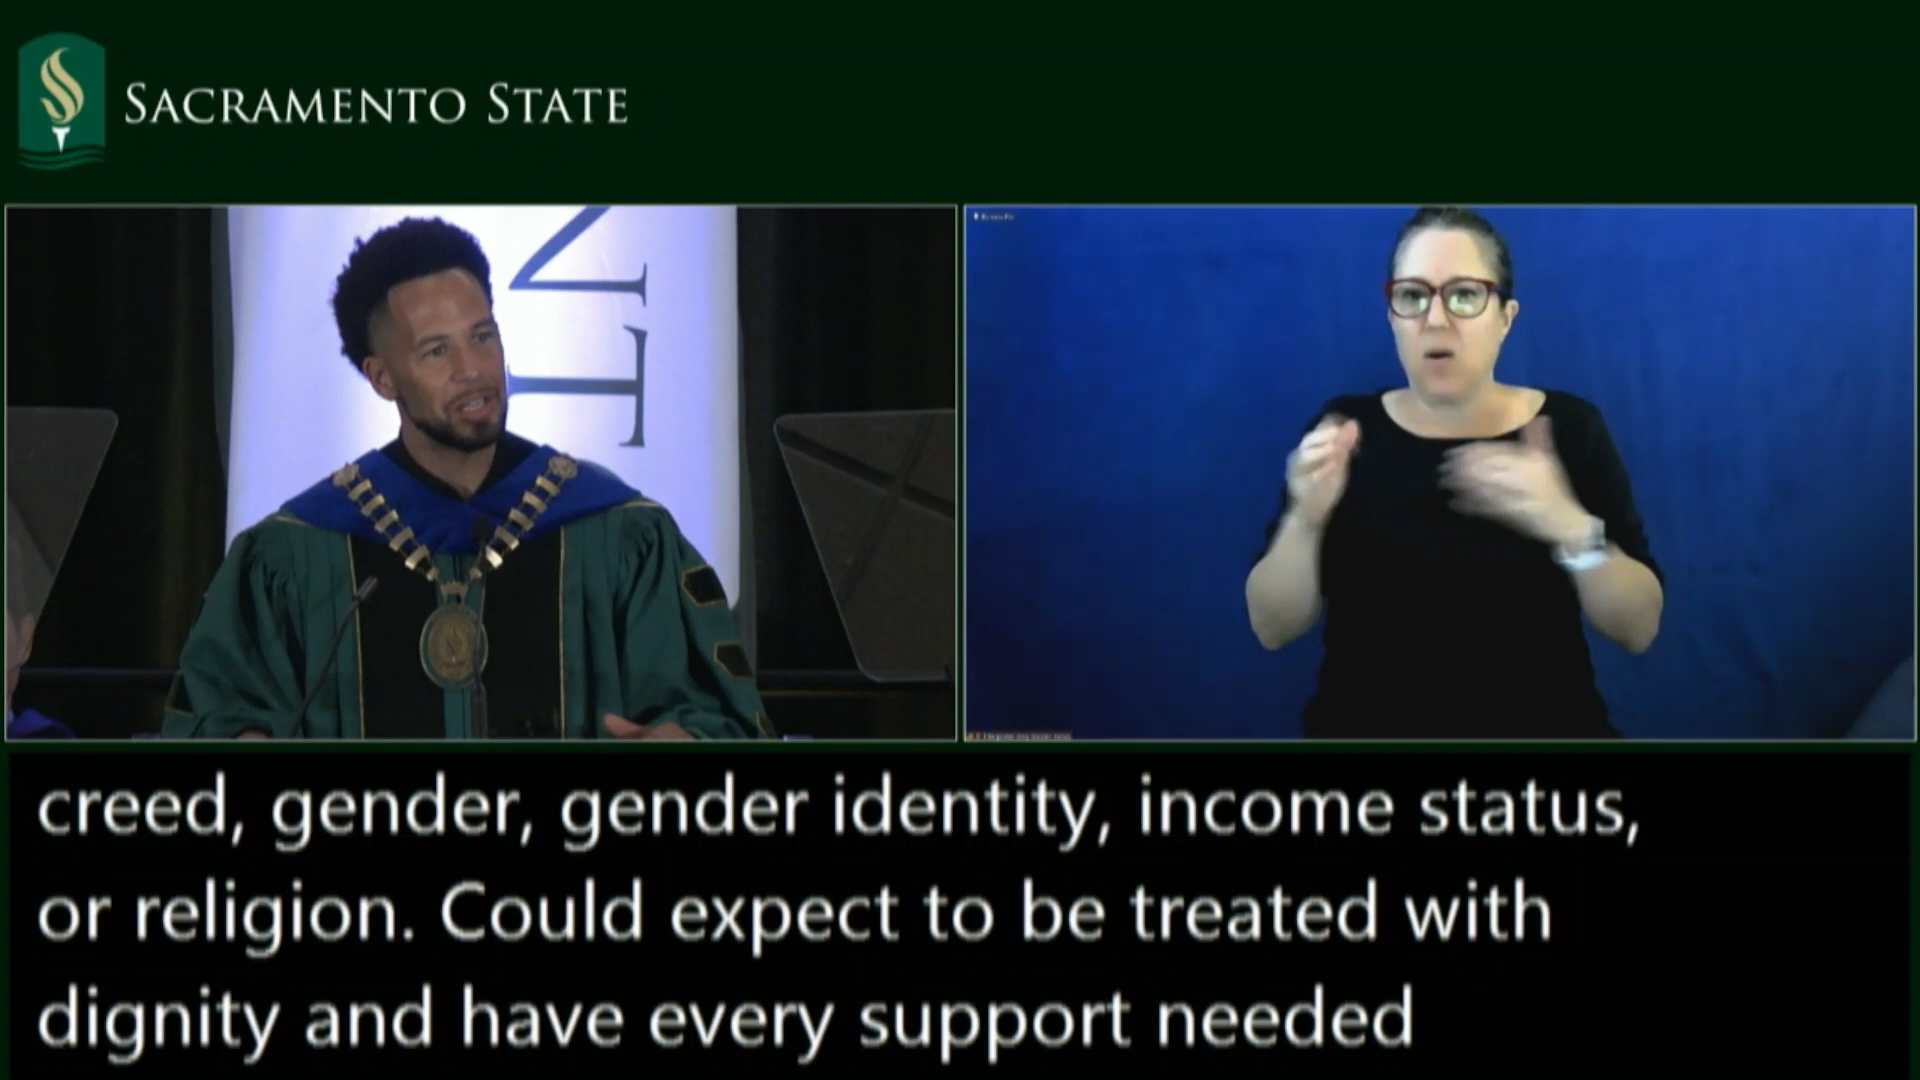 SACRAMENTO STATE
N
T
creed, gender, gender identity, income status,
or religion. Could expect to be treated with
dignity and have every support needed